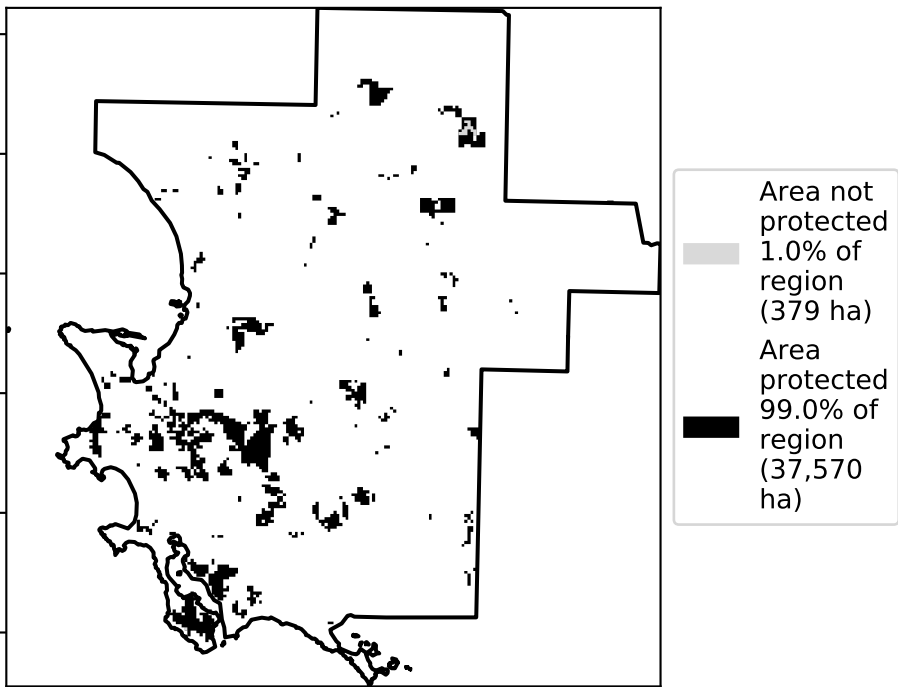 Area not
protected
1.0% of
region
(379 ha)
Area
protected
99.0% of
region
(37,570
ha)